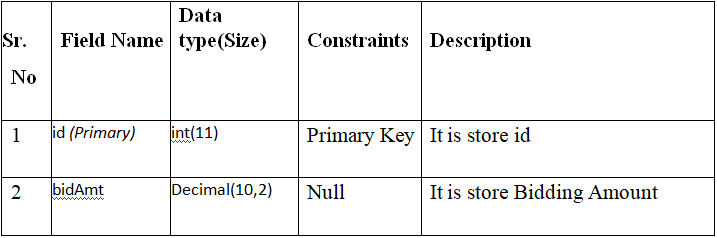 Sr. No Field Name Data type(Size) Constraints Description
1 id (Primary) int(11) Primary Key It is store id
2 bidAmt Decimal(10,2) Null It is store Bidding Amount